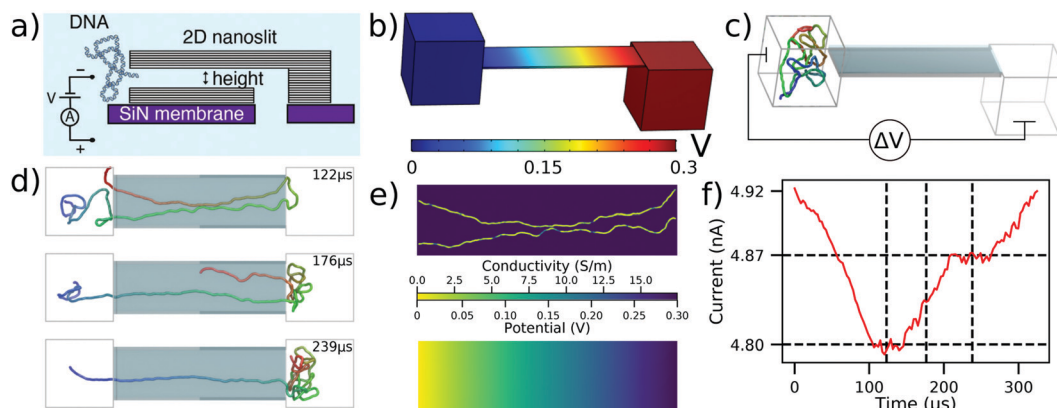 a)
DNA
2D nanoslit
height
SiN membrane
V
A
−
+
b)
V
0 0.15 0.3
c)
ΔV
d)
122μs
176μs
239μs
e)
Conductivity (S/m)
0.0 2.5 5.0 7.5 10.0 12.5 15.0
0 0.05 0.10 0.15 0.20 0.25 0.30
Potential (V)
f)
Current (nA)
4.92
4.87
4.80
0 100 200 300
Time (μs)